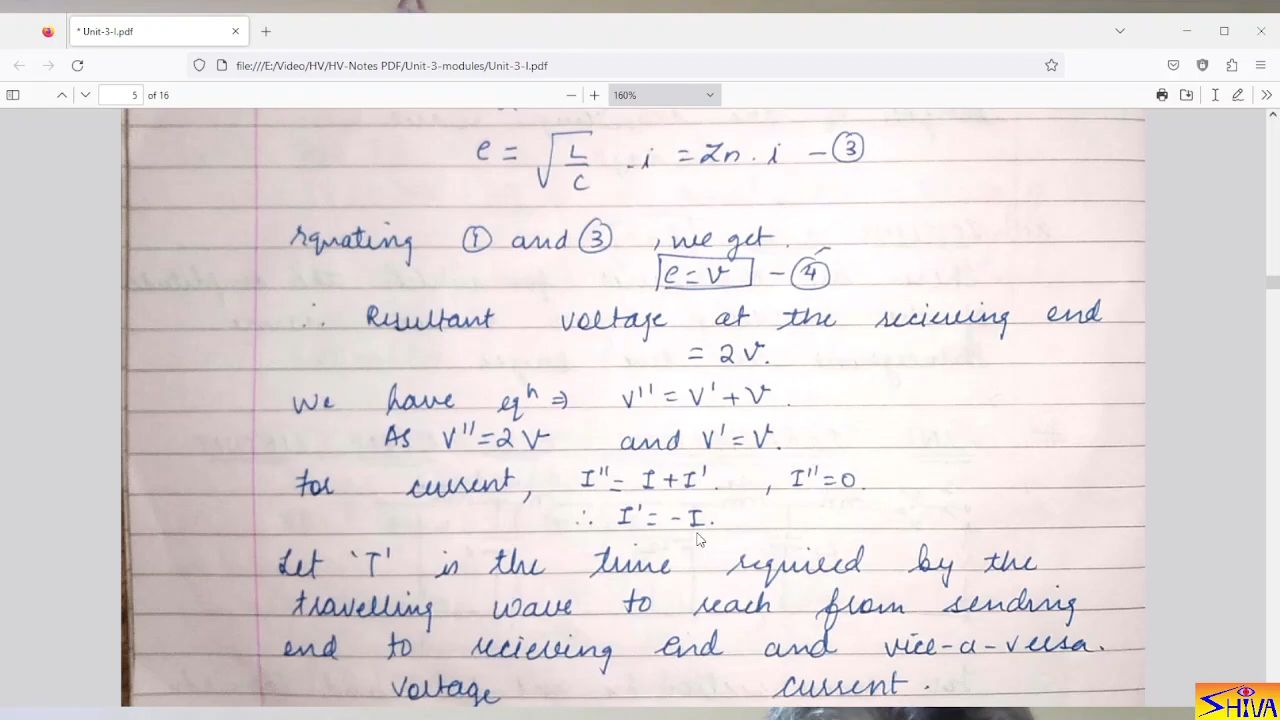 * Unit-3-I.pdf
file:///E:/Video/HV/HV-Notes PDF/Unit-3-modules/Unit-3-I.pdf
5 of 16
160%
e = √L/C · i = Zn . i – ③
Equating ① and ③ , we get
e = v – ④
∴ Resultant voltage at the recieving end
= 2V.
We have eqⁿ ⇒ V'' = V' + V
As V'' = 2V and V' = V.
for current, I'' = I + I'. , I'' = 0.
∴ I' = - I.
Let 'T' is the time required by the
travelling wave to reach from sending
end to recieving end and vice-a-versa.
voltage current.
SHIVA